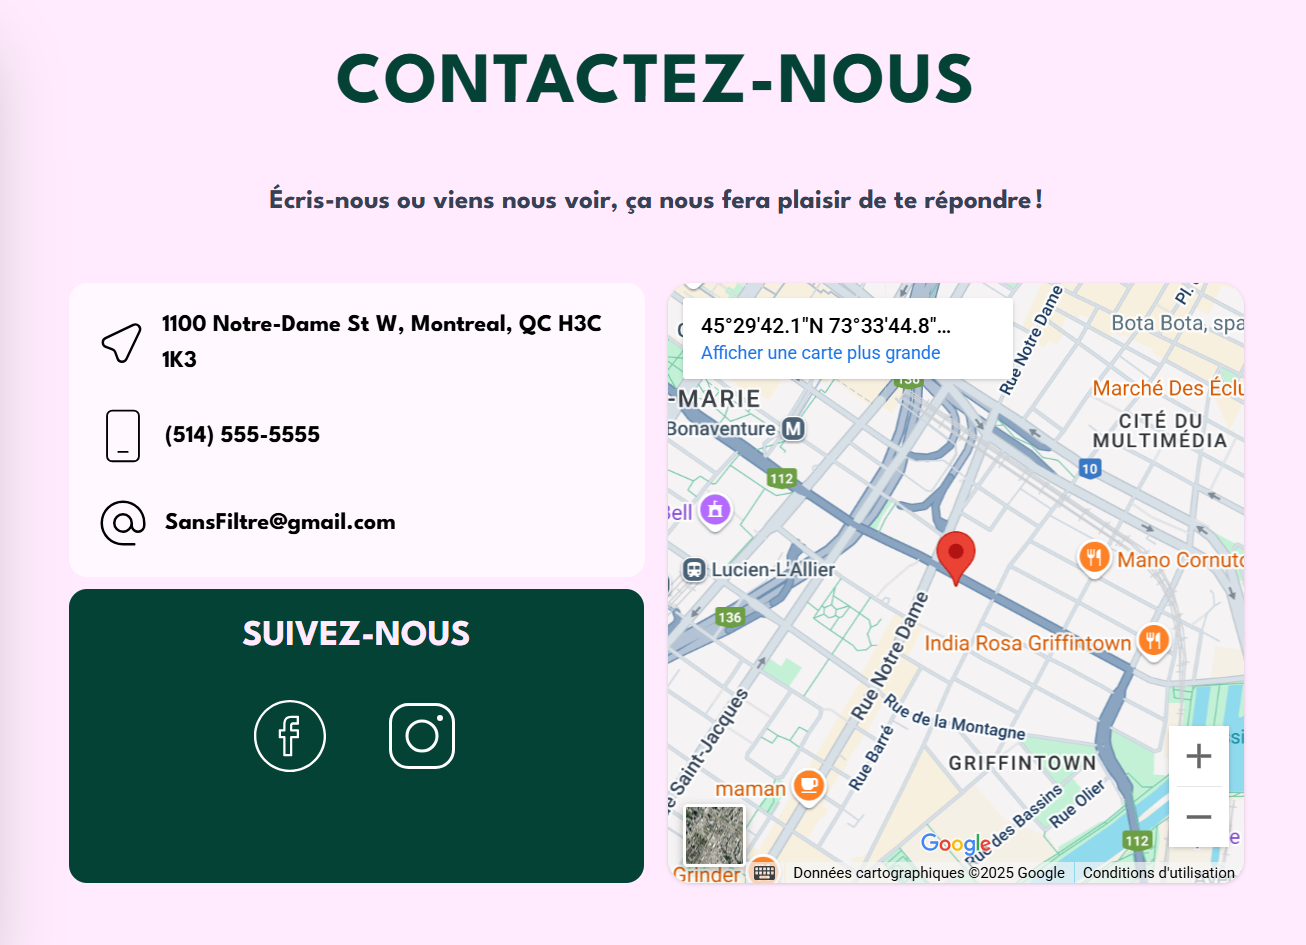 CONTACTEZ-NOUS
Écris-nous ou viens nous voir, ça nous fera plaisir de te répondre !
1100 Notre-Dame St W, Montreal, QC H3C
1K3
(514) 555-5555
SansFiltre@gmail.com
SUIVEZ-NOUS
45°29'42.1"N 73°33'44.8"...
Afficher une carte plus grande
Rue Notre Dame
Pl.
Bota Bota, spa
Marché Des Éclu
136
-MARIE
CITÉ DU
MULTIMÉDIA
Bonaventure
M
10
112
Bell
Mano Cornuto
Lucien-L'Allier
136
India Rosa Griffintown
Rue Notre Dame
Rue de la Montagne
e Saint-Jacques
Rue Barré
GRIFFINTOWN
maman
Rue des Bassins
Rue Olier
112
Google
Grinder
Données cartographiques ©2025 Google
Conditions d'utilisation